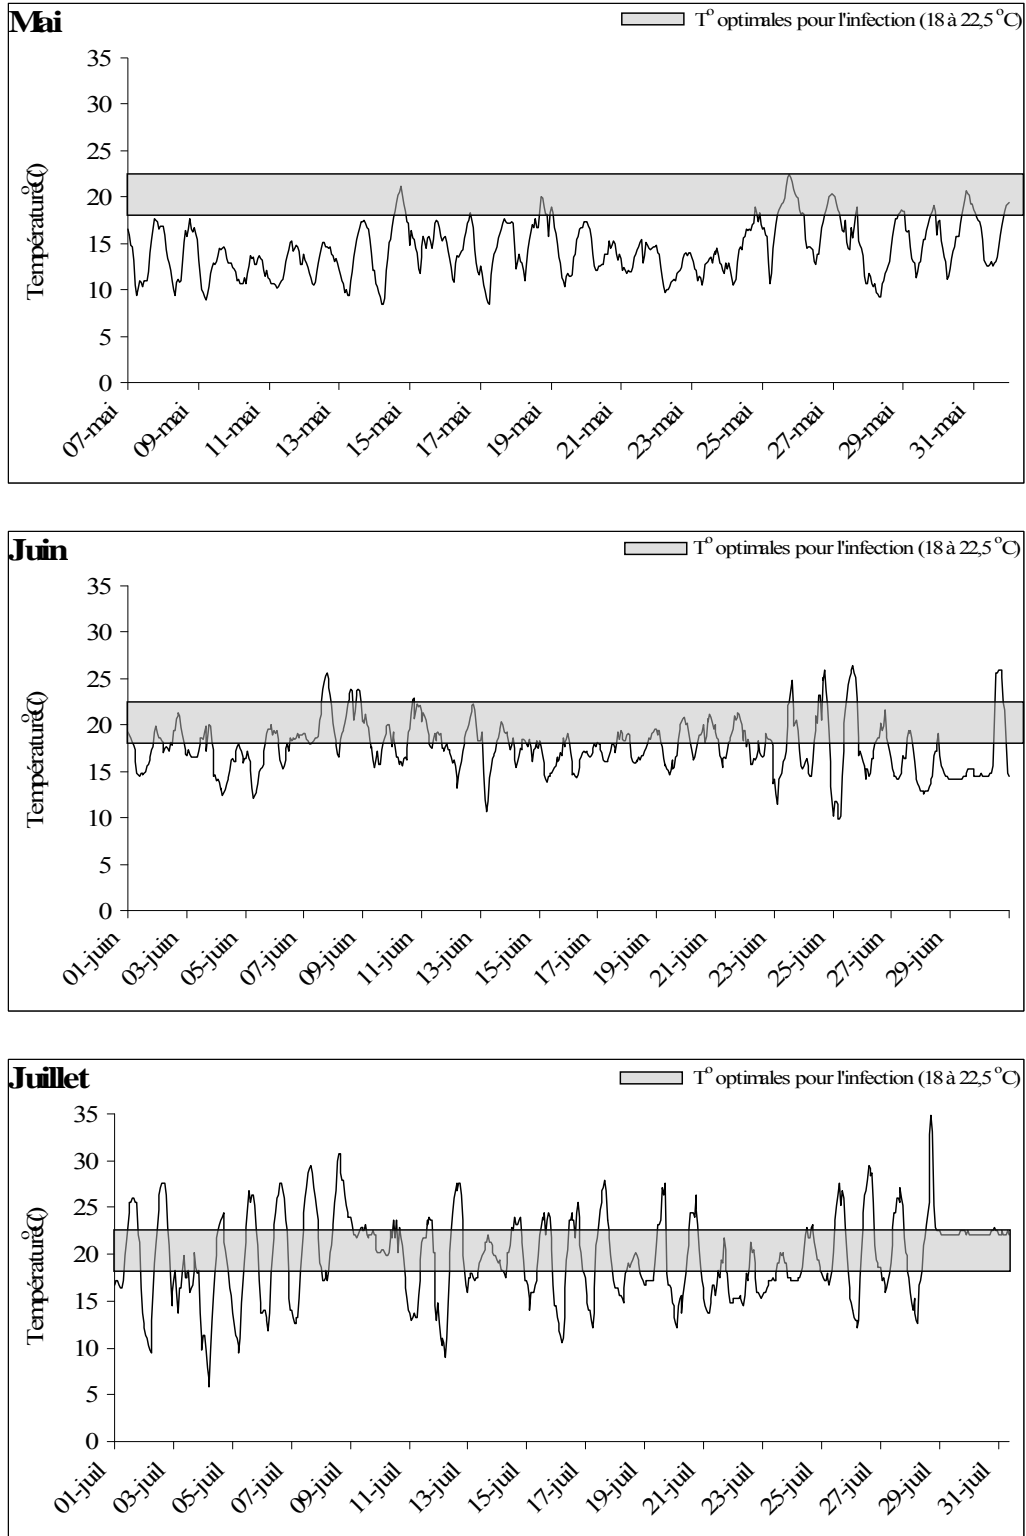 Mai
T° optimales pour l'infection (18 à 22,5 °C)
35
30
25
20
15
10
5
0
Température (°C)
07-mai
09-mai
11-mai
13-mai
15-mai
17-mai
19-mai
21-mai
23-mai
25-mai
27-mai
29-mai
31-mai
Juin
T° optimales pour l'infection (18 à 22,5 °C)
35
30
25
20
15
10
5
0
Température (°C)
01-juin
03-juin
05-juin
07-juin
09-juin
11-juin
13-juin
15-juin
17-juin
19-juin
21-juin
23-juin
25-juin
27-juin
29-juin
Juillet
T° optimales pour l'infection (18 à 22,5 °C)
35
30
25
20
15
10
5
0
Température (°C)
01-juil
03-juil
05-juil
07-juil
09-juil
11-juil
13-juil
15-juil
17-juil
19-juil
21-juil
23-juil
25-juil
27-juil
29-juil
31-juil